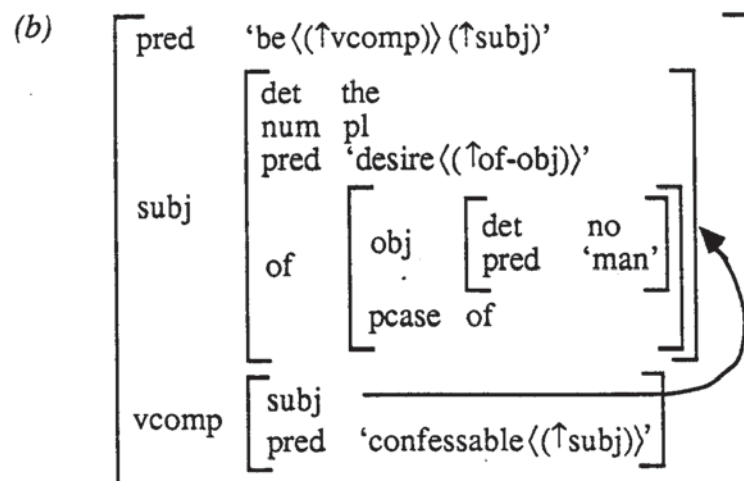 (b)
pred ‘be⟨(↑vcomp)⟩(↑subj)’
det the
num pl
pred ‘desire⟨(↑of-obj)⟩’
subj
of
obj
det no
pred ‘man’
pcase of
vcomp
subj
pred ‘confessable⟨(↑subj)⟩’